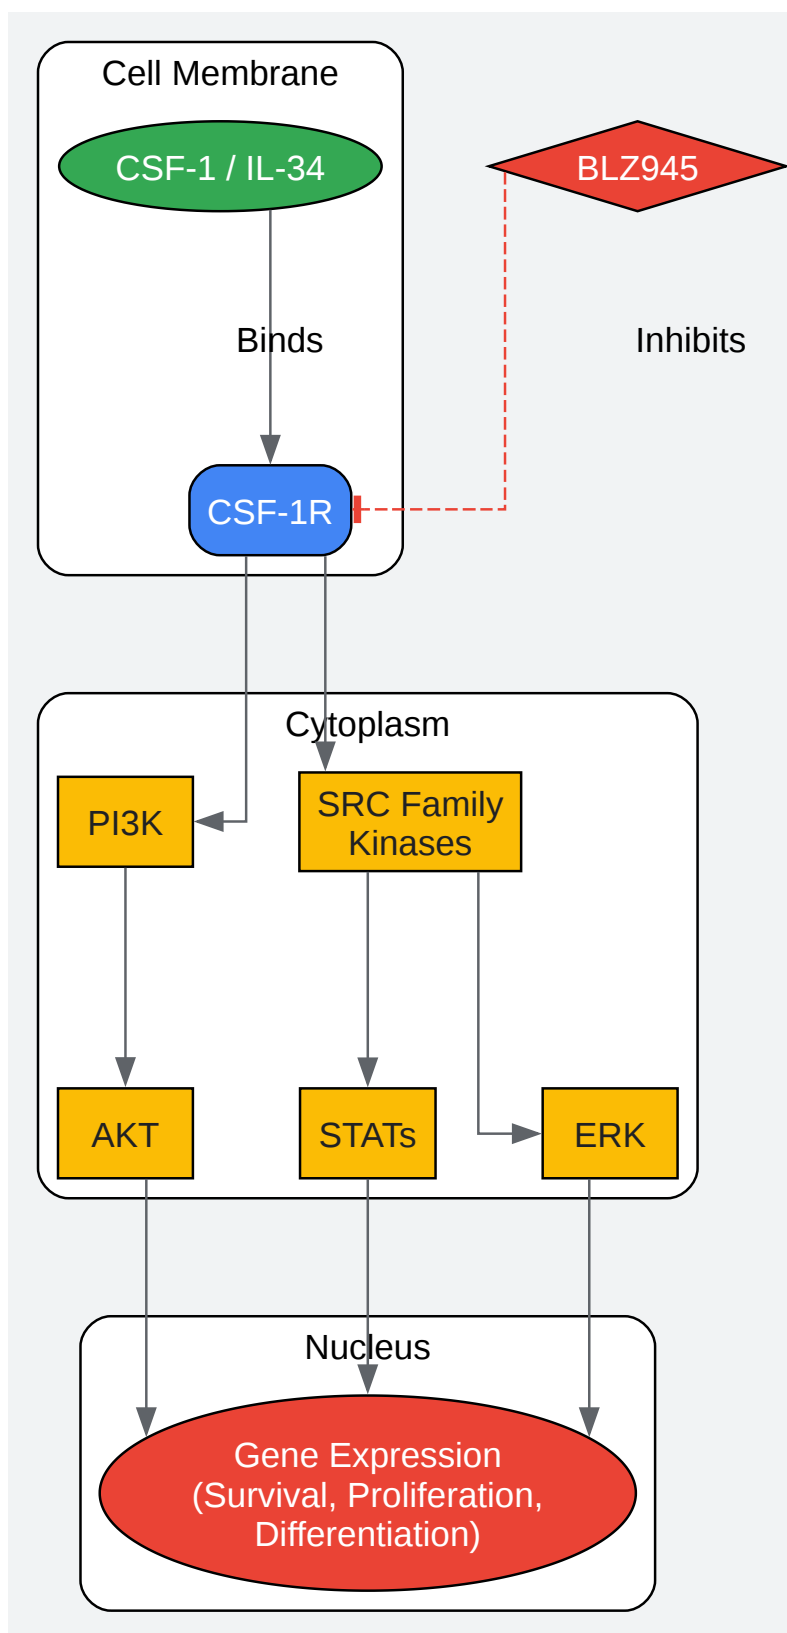 Cell Membrane
CSF-1 / IL-34
BLZ945
Binds
Inhibits
CSF-1R
Cytoplasm
PI3K
SRC Family
Kinases
AKT
STATs
ERK
Nucleus
Gene Expression
(Survival, Proliferation,
Differentiation)